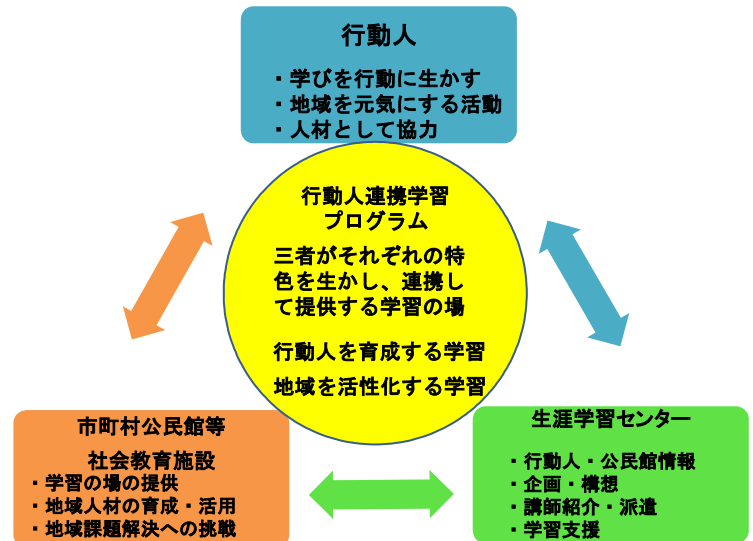 行動人
・学びを行動に生かす
・地域を元気にする活動
・人材として協力
行動人連携学習
プログラム
三者がそれぞれの特
色を生かし、連携し
て提供する学習の場
行動人を育成する学習
地域を活性化する学習
市町村公民館等
社会教育施設
・学習の場の提供
・地域人材の育成・活用
・地域課題解決への挑戦
生涯学習センター
・行動人・公民館情報
・企画・構想
・講師紹介・派遣
・学習支援